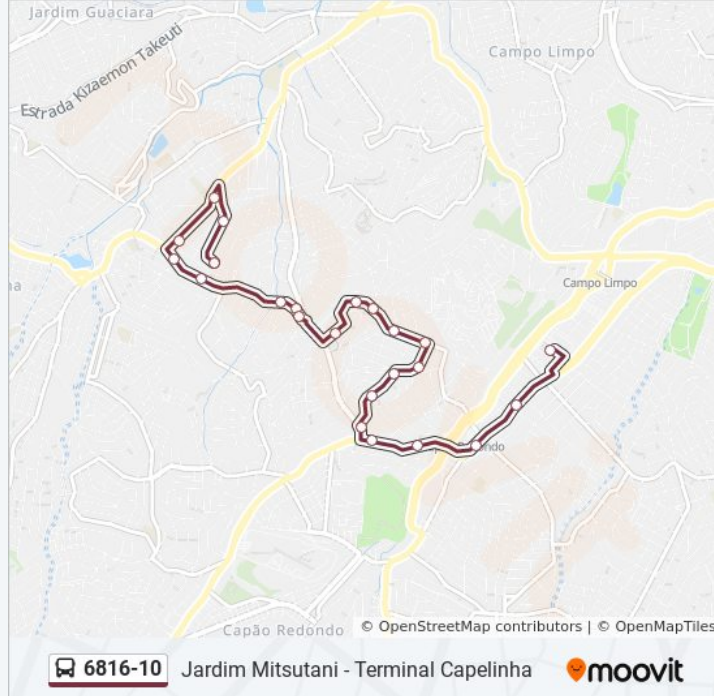 Jardim Guaciara
Estrada Kizaemon Takeuti
Campo Limpo
Campo Limpo
Capão Redondo
© OpenStreetMap contributors | © OpenMapTiles
6816-10 Jardim Mitsutani - Terminal Capelinha
moovit